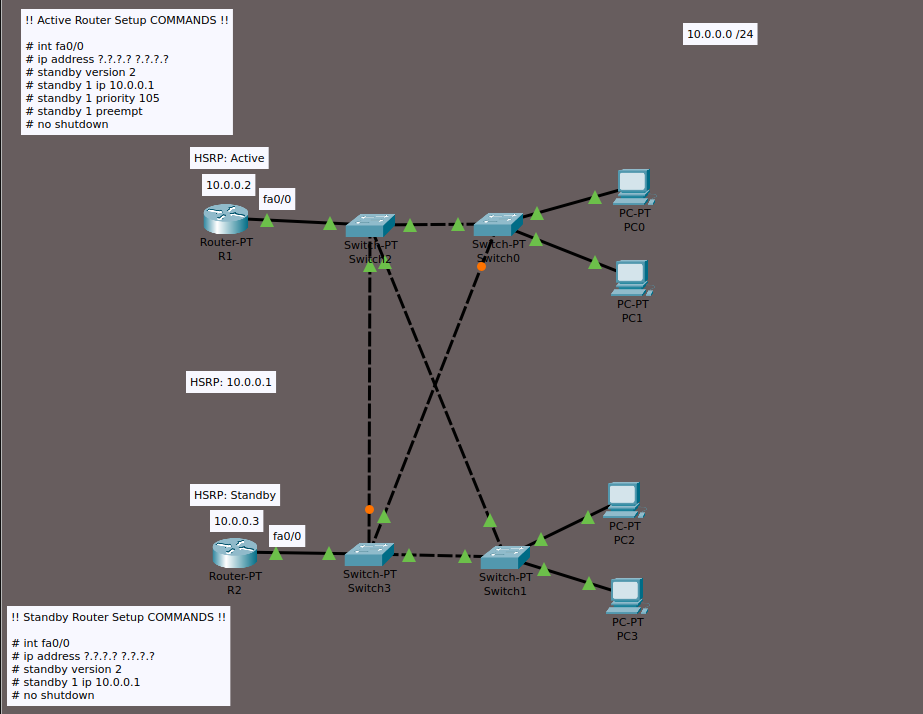 !! Active Router Setup COMMANDS !!
# int fa0/0
# ip address ?.?.?.? ?.?.?.?
# standby version 2
# standby 1 ip 10.0.0.1
# standby 1 priority 105
# standby 1 preempt
# no shutdown
10.0.0.0 /24
HSRP: Active
10.0.0.2
fa0/0
Router-PT
R1
Switch-PT
Switch2
Switch-PT
Switch0
PC-PT
PC0
PC-PT
PC1
HSRP: 10.0.0.1
HSRP: Standby
10.0.0.3
fa0/0
Router-PT
R2
Switch-PT
Switch3
Switch-PT
Switch1
PC-PT
PC2
PC-PT
PC3
!! Standby Router Setup COMMANDS !!
# int fa0/0
# ip address ?.?.?.? ?.?.?.?
# standby version 2
# standby 1 ip 10.0.0.1
# no shutdown